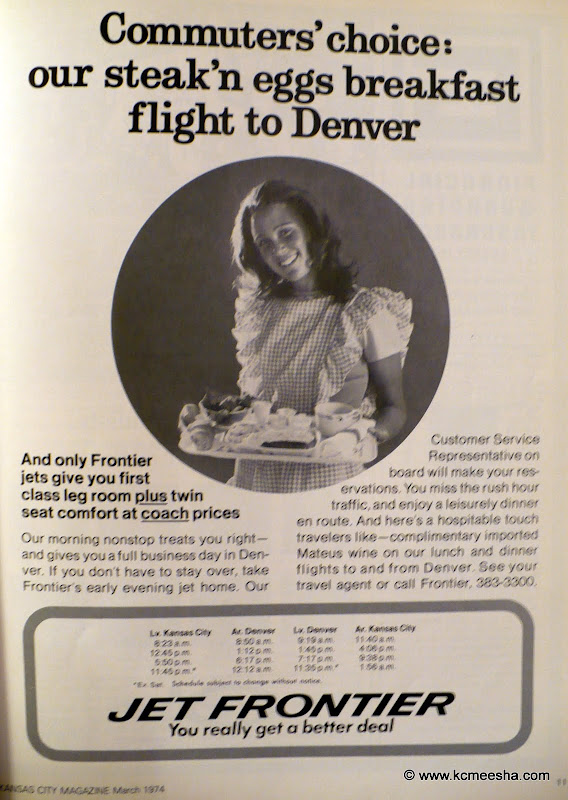 Commuters' choice:
our steak'n eggs breakfast
flight to Denver
And only Frontier
jets give you first
class leg room plus twin
seat comfort at coach prices
Our morning nonstop treats you right—
and gives you a full business day in Den-
ver. If you don't have to stay over, take
Frontier's early evening jet home. Our
Customer Service
Representative on
board will make your res-
ervations. You miss the rush hour
traffic, and enjoy a leisurely dinner
en route. And here's a hospitable touch
travelers like—complimentary imported
Mateus wine on our lunch and dinner
flights to and from Denver. See your
travel agent or call Frontier, 383-3300.
Lv. Kansas City Ar. Denver Lv. Denver Ar. Kansas City
8:23 a.m. 8:50 a.m. 9:19 a.m. 11:40 a.m.
12:45 p.m. 1:12 p.m. 1:45 p.m. 4:06 p.m.
5:50 p.m. 6:17 p.m. 7:17 p.m. 9:38 p.m.
11:45 p.m.* 12:12 a.m. 11:35 p.m.* 1:56 a.m.
*Ex. Sat. Schedule subject to change without notice.
JET FRONTIER
You really get a better deal
KANSAS CITY MAGAZINE March 1974
© www.kcmeesha.com